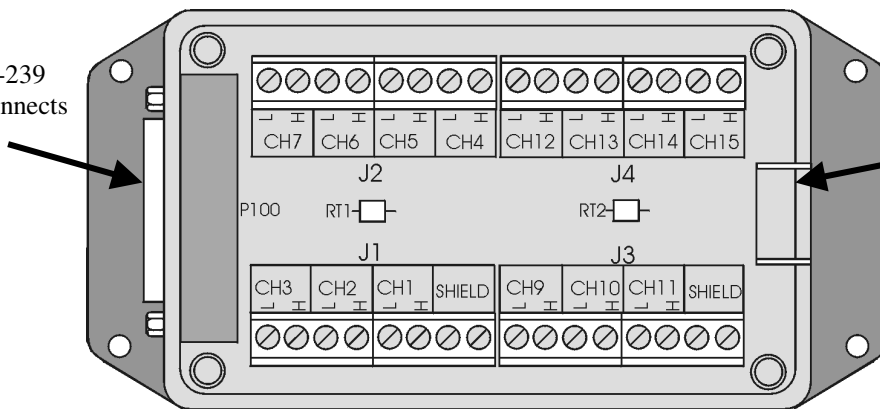 -239
nnects
L H L H L H L H L H L H L H L H
CH7 CH6 CH5 CH4 CH12 CH13 CH14 CH15
J2 J4
P100 RT1 RT2
J1 J3
CH3 CH2 CH1 SHIELD CH9 CH10 CH11 SHIELD
L H L H L H L H L H L H